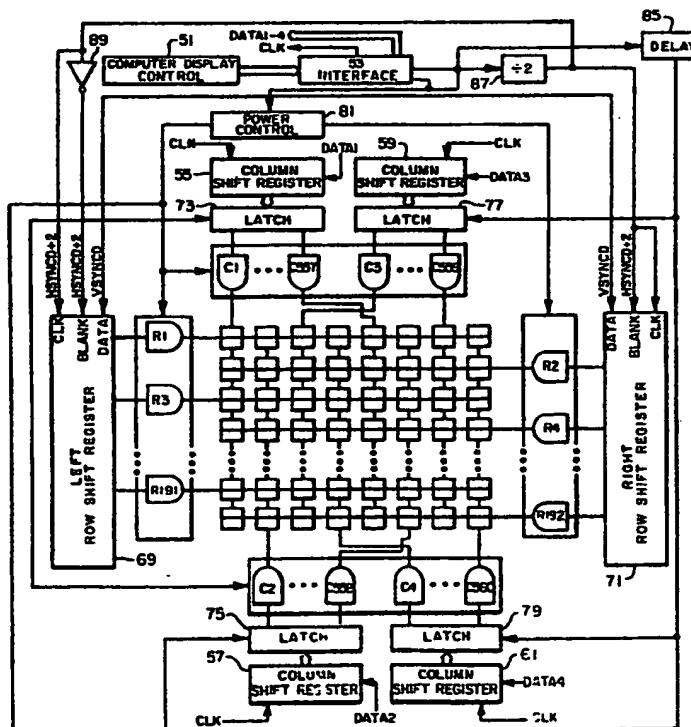 85
DELAY
DATA1-4
CLK
51
COMPUTER DISPLAY
CONTROL
53
INTERFACE
÷2
87
89
81
POWER
CONTROL
CLK
55
COLUMN
SHIFT REGISTER
DATA1
59
COLUMN
SHIFT REGISTER
CLK
DATA3
73
LATCH
LATCH
77
C1
C3
HSYNCD÷2
HSYNCD÷2
VSYNCD
CLK
BLANK
DATA
VSYNCD
HSYNCD÷2
DATA
BLANK
CLK
R1
R3
R191
R2
R4
R192
LEFT
ROW SHIFT REGISTER
69
RIGHT
ROW SHIFT REGISTER
71
C2
C4
75
LATCH
LATCH
79
57
COLUMN
SHIFT REGISTER
COLUMN
SHIFT REGISTER
CLK
DATA2
DATA4
CLK